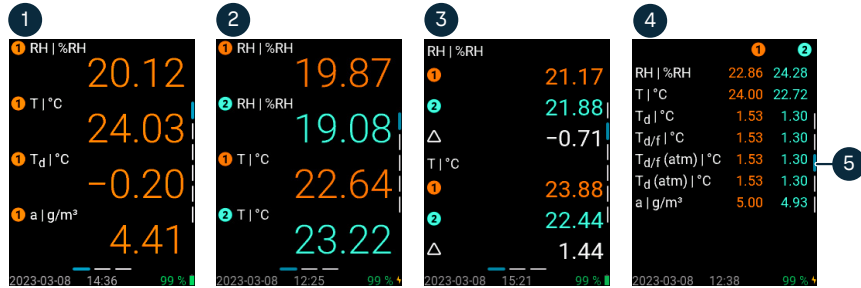 1
1 RH | %RH
20.12
1 T | °C
24.03
1 Td | °C
−0.20
1 a | g/m³
4.41
2023-03-08 14:36 99 %
2
1 RH | %RH
19.87
2 RH | %RH
19.08
1 T | °C
22.64
2 T | °C
23.22
2023-03-08 12:25 99 %
3
RH | %RH
1 21.17
2 21.88
△ −0.71
T | °C
1 23.88
2 22.44
△ 1.44
2023-03-08 15:21 99 %
4
1 2
RH | %RH 22.86 24.28
T | °C 24.00 22.72
Td | °C 1.53 1.30
Td/f | °C 1.53 1.30
Td/f (atm) | °C 1.53 1.30
Td (atm) | °C 1.53 1.30
a | g/m³ 5.00 4.93
2023-03-08 12:38 99 %
5